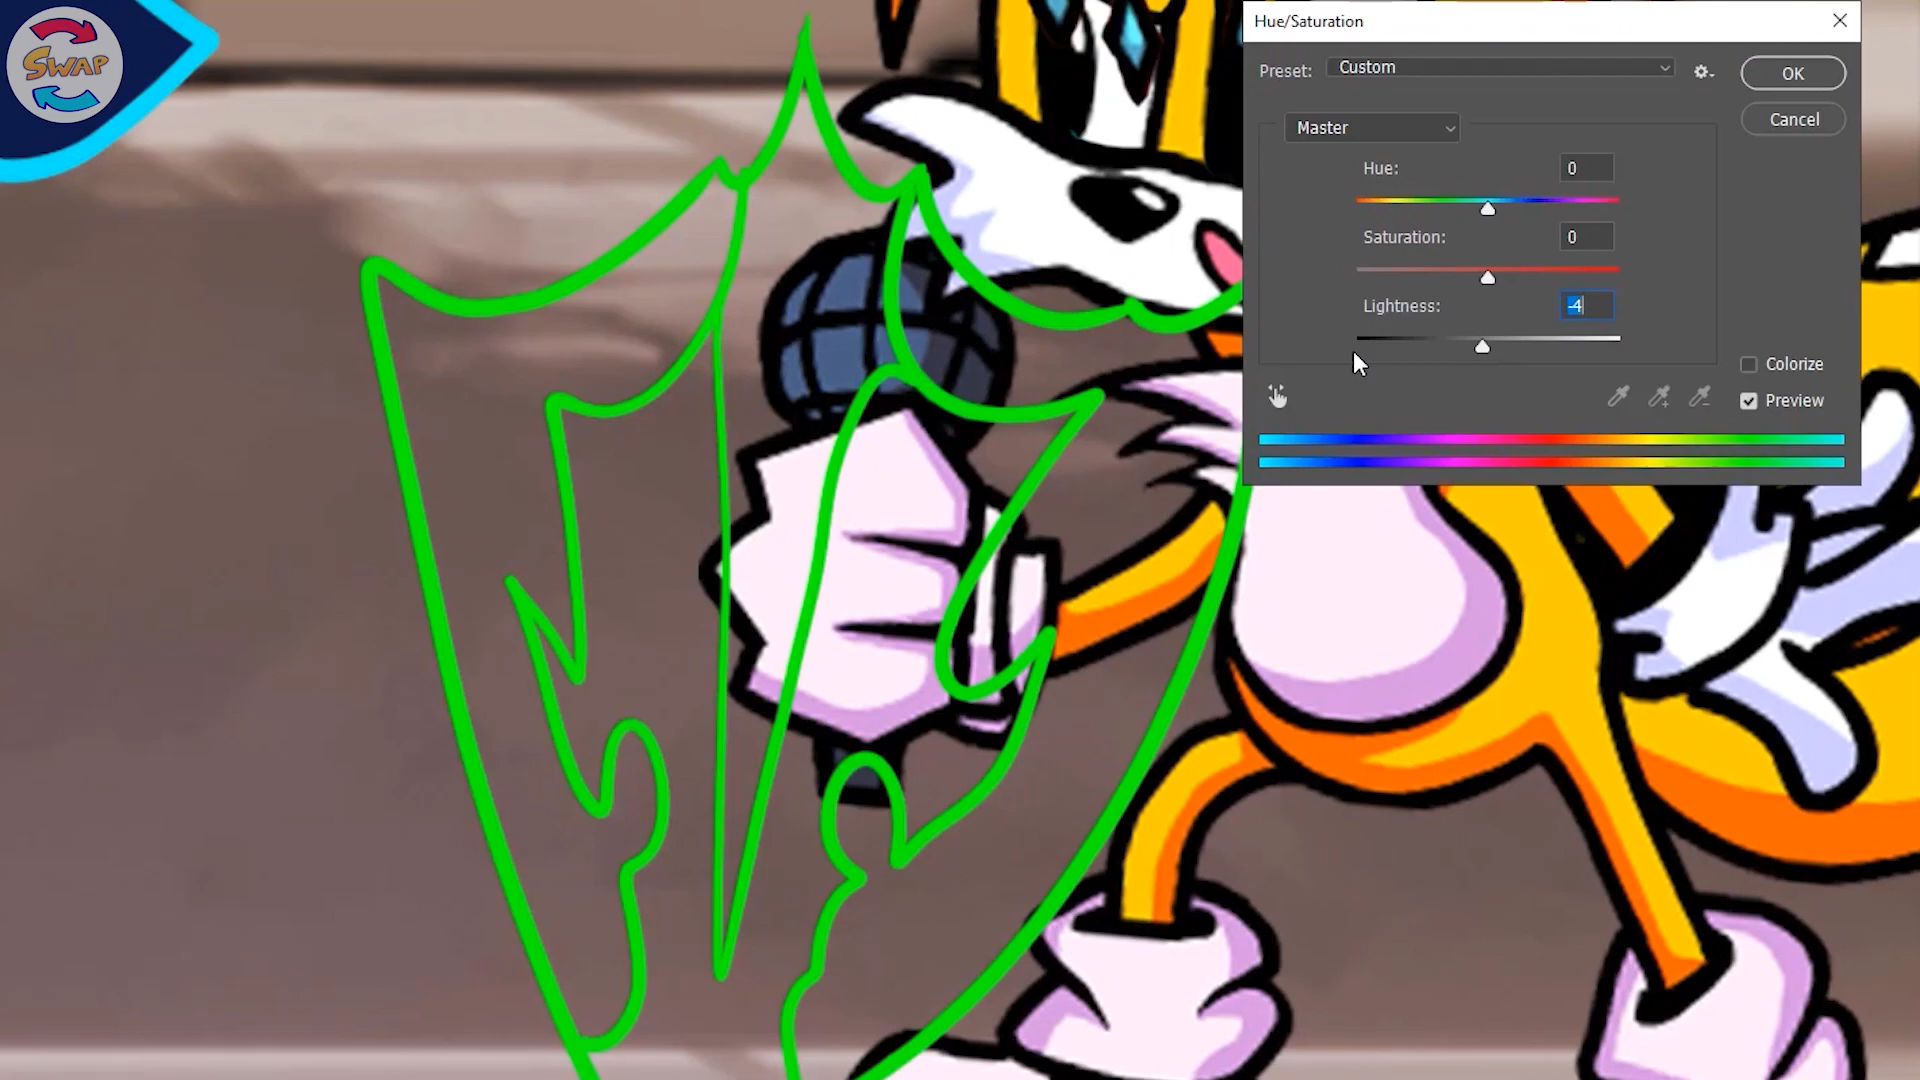 SWAP
Hue/Saturation
Preset:
Custom
OK
Cancel
Master
Hue:
0
Saturation:
0
Lightness:
-4
Colorize
Preview